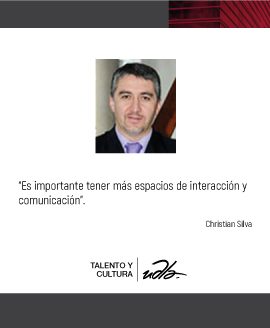 "Es importante tener más espacios de interacción y
comunicación".
Christian Silva
TALENTO Y
CULTURA
udla-